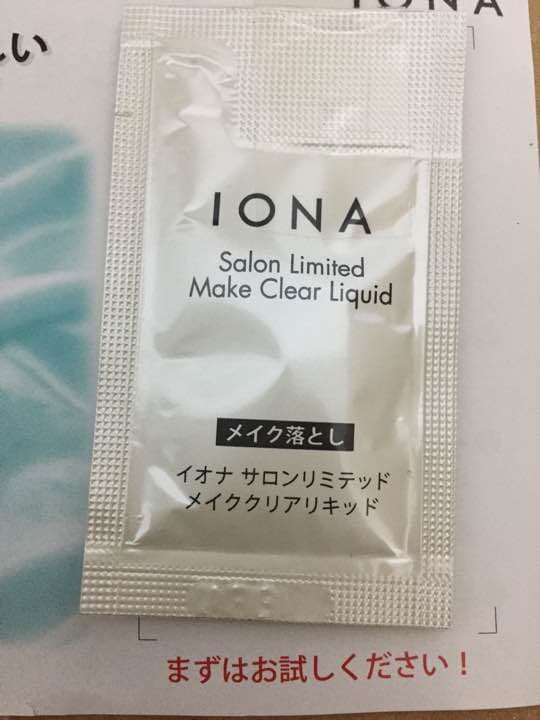 IONA
しい
IONA
Salon Limited
Make Clear Liquid
メイク落とし
イオナ サロンリミテッド
メイククリアリキッド
まずはお試しください！